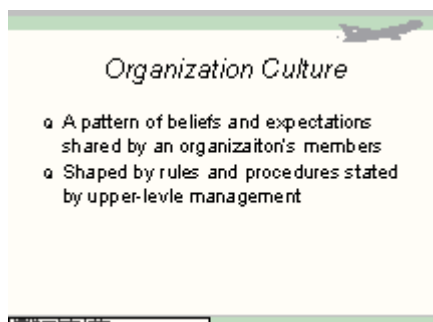 Organization Culture
A pattern of beliefs and expectations
shared by an organizaiton's members
Shaped by rules and procedures stated
by upper-levle management